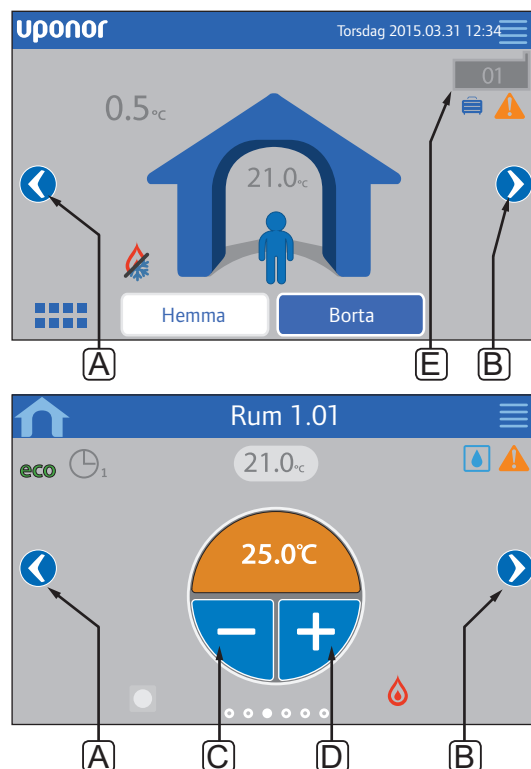 uponor
Torsdag 2015.03.31 12:34
01
0.5°C
21.0°C
Hemma
Borta
A
E
B
Rum 1.01
eco
1
21.0°C
25.0°C
− +
A
C
D
B